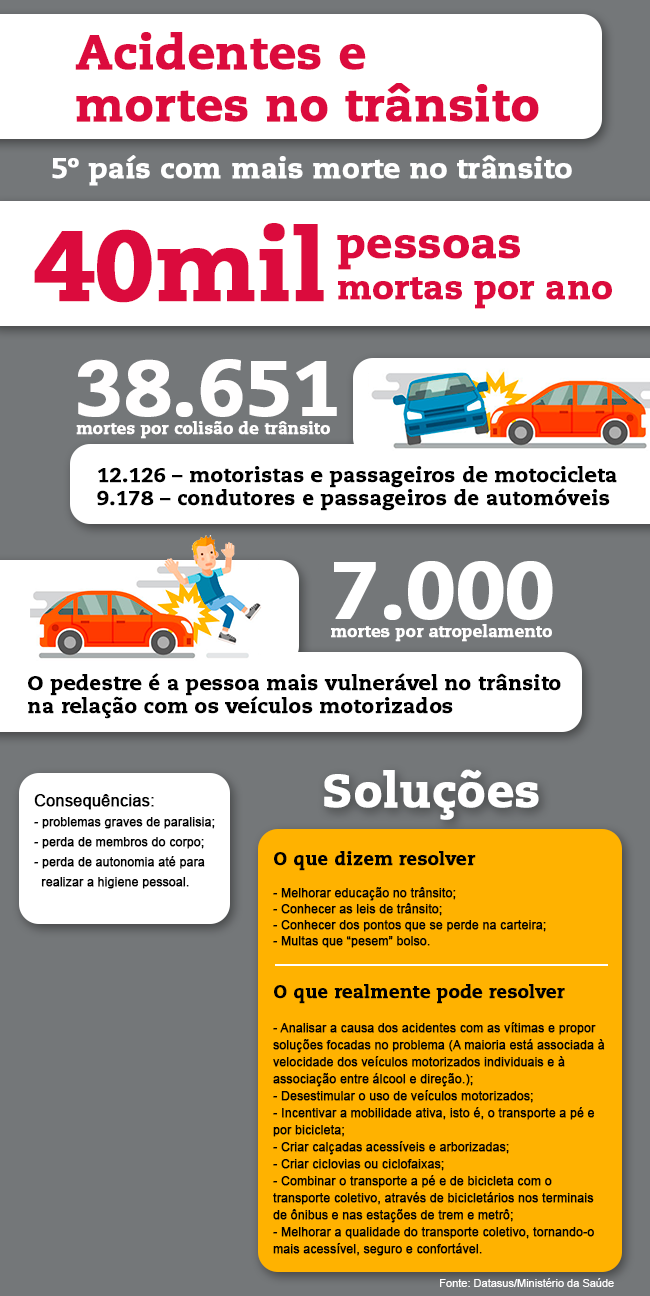 Acidentes e
mortes no trânsito
5º país com mais morte no trânsito
40mil pessoas
mortas por ano
38.651
mortes por colisão de trânsito
12.126 – motoristas e passageiros de motocicleta
9.178 – condutores e passageiros de automóveis
7.000
mortes por atropelamento
O pedestre é a pessoa mais vulnerável no trânsito
na relação com os veículos motorizados
Consequências:
- problemas graves de paralisia;
- perda de membros do corpo;
- perda de autonomia até para
realizar a higiene pessoal.
Soluções
O que dizem resolver
- Melhorar educação no trânsito;
- Conhecer as leis de trânsito;
- Conhecer dos pontos que se perde na carteira;
- Multas que “pesem” bolso.
O que realmente pode resolver
- Analisar a causa dos acidentes com as vítimas e propor
soluções focadas no problema (A maioria está associada à
velocidade dos veículos motorizados individuais e à
associação entre álcool e direção.);
- Desestimular o uso de veículos motorizados;
- Incentivar a mobilidade ativa, isto é, o transporte a pé e
por bicicleta;
- Criar calçadas acessíveis e arborizadas;
- Criar ciclovias ou ciclofaixas;
- Combinar o transporte a pé e de bicicleta com o
transporte coletivo, através de bicicletários nos terminais
de ônibus e nas estações de trem e metrô;
- Melhorar a qualidade do transporte coletivo, tornando-o
mais acessível, seguro e confortável.
Fonte: Datasus/Ministério da Saúde